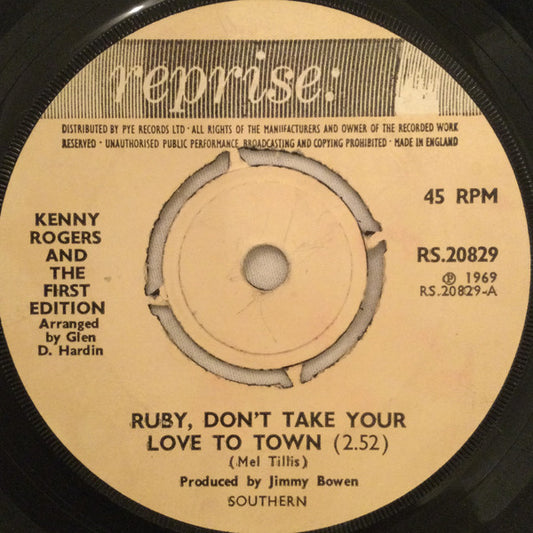 reprise:
DISTRIBUTED BY PYE RECORDS LTD · ALL RIGHTS OF THE MANUFACTURERS AND OWNER OF THE RECORDED WORK
RESERVED · UNAUTHORISED PUBLIC PERFORMANCE, BROADCASTING AND COPYING PROHIBITED · MADE IN ENGLAND
KENNY
ROGERS
AND
THE
FIRST
EDITION
Arranged
by Glen
D. Hardin
45 RPM
RS.20829
℗ 1969
RS.20829-A
RUBY, DON'T TAKE YOUR
LOVE TO TOWN (2.52)
(Mel Tillis)
Produced by Jimmy Bowen
SOUTHERN